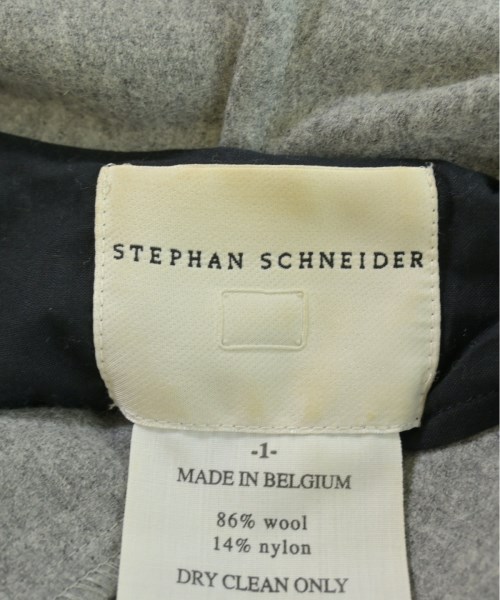 STEPHAN SCHNEIDER
-1-
MADE IN BELGIUM
86% wool
14% nylon
DRY CLEAN ONLY